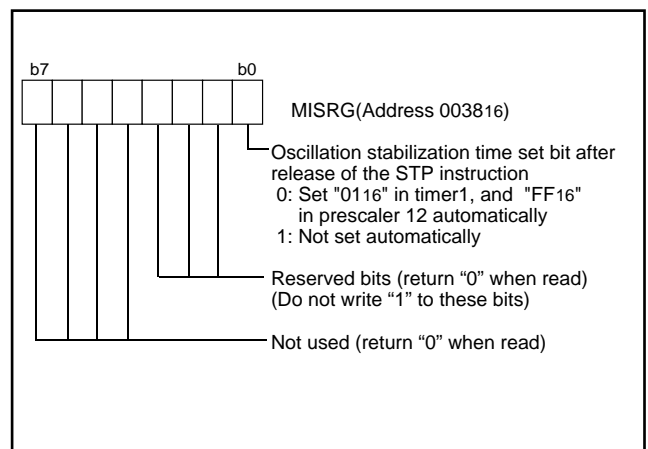 b7 b0
MISRG(Address 003816)
Oscillation stabilization time set bit after
release of the STP instruction
0: Set "0116" in timer1, and "FF16"
in prescaler 12 automatically
1: Not set automatically
Reserved bits (return “0” when read)
(Do not write “1” to these bits)
Not used (return “0” when read)